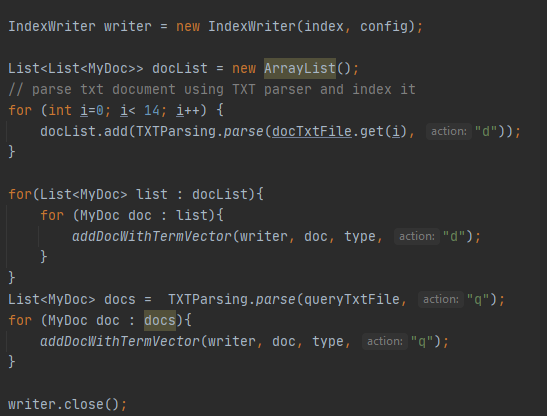 IndexWriter writer = new IndexWriter(index, config);
List<List<MyDoc>> docList = new ArrayList();
// parse txt document using TXT parser and index it
for (int i=0; i< 14; i++) {
docList.add(TXTParsing.parse(docTxtFile.get(i), action: "d"));
}
for(List<MyDoc> list : docList){
for (MyDoc doc : list){
addDocWithTermVector(writer, doc, type, action: "d");
}
}
List<MyDoc> docs =  TXTParsing.parse(queryTxtFile, action: "q");
for (MyDoc doc : docs){
addDocWithTermVector(writer, doc, type, action: "q");
}
writer.close();